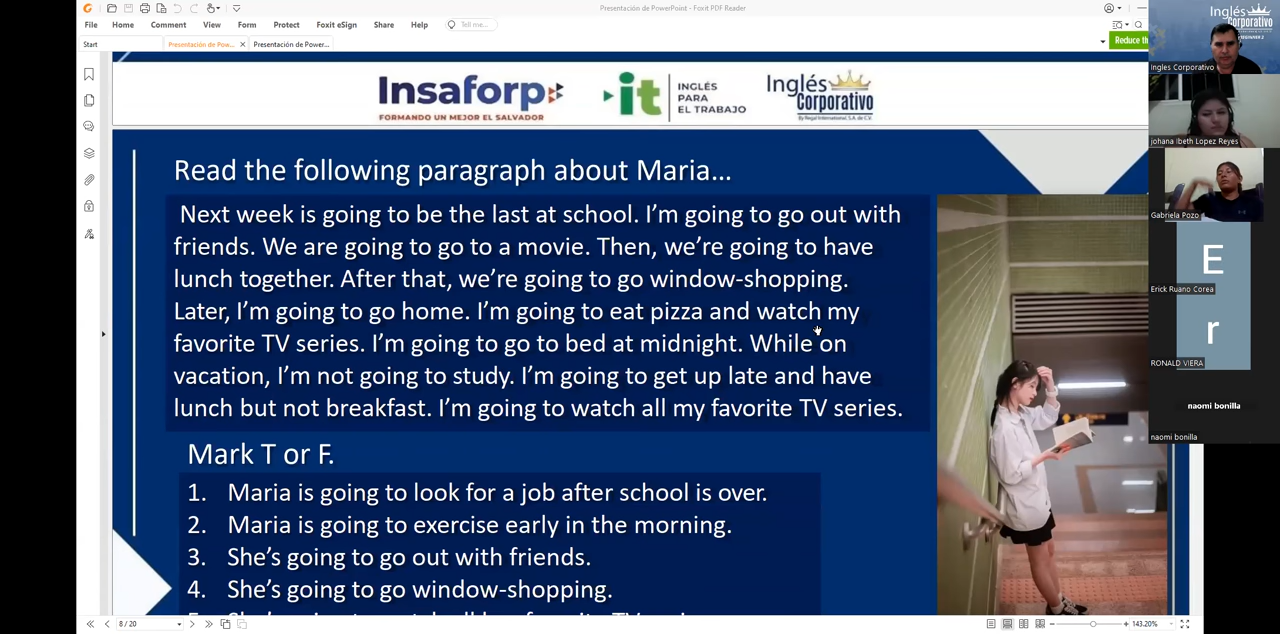 Presentación de PowerPoint - Foxit PDF Reader
File Home Comment View Form Protect Foxit eSign Share Help Tell me...
Start Presentación de Pow... Presentación de Power...
Reduce th
Insaforp
FORMANDO UN MEJOR EL SALVADOR
it
INGLÉS
PARA
EL TRABAJO
Inglés
Corporativo
By Regal International, S.A. de C.V.
Read the following paragraph about Maria...
Next week is going to be the last at school. I'm going to go out with
friends. We are going to go to a movie. Then, we're going to have
lunch together. After that, we're going to go window-shopping.
Later, I'm going to go home. I'm going to eat pizza and watch my
favorite TV series. I'm going to go to bed at midnight. While on
vacation, I'm not going to study. I'm going to get up late and have
lunch but not breakfast. I'm going to watch all my favorite TV series.
Mark T or F.
1. Maria is going to look for a job after school is over.
2. Maria is going to exercise early in the morning.
3. She's going to go out with friends.
4. She's going to go window-shopping.
8 / 20
143.20%
Inglés
Corporativo
Ingles Corporativo
johana Ibeth Lopez Reyes
Gabriela Pozo
E
Erick Ruano Corea
r
RONALD VIERA
naomi bonilla
naomi bonilla